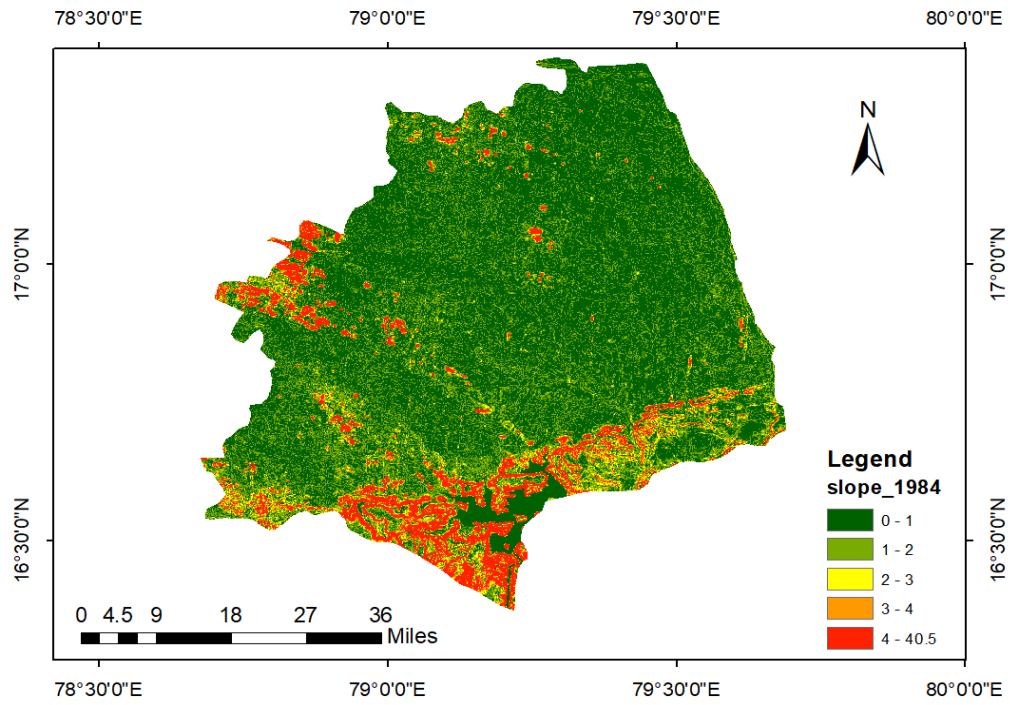 78°30'0"E 79°0'0"E 79°30'0"E 80°0'0"E
N
17°0'0"N 17°0'0"N
Legend
slope_1984
0 - 1
1 - 2
2 - 3
3 - 4
4 - 40.5
16°30'0"N 16°30'0"N
0 4.5 9 18 27 36
Miles
78°30'0"E 79°0'0"E 79°30'0"E 80°0'0"E